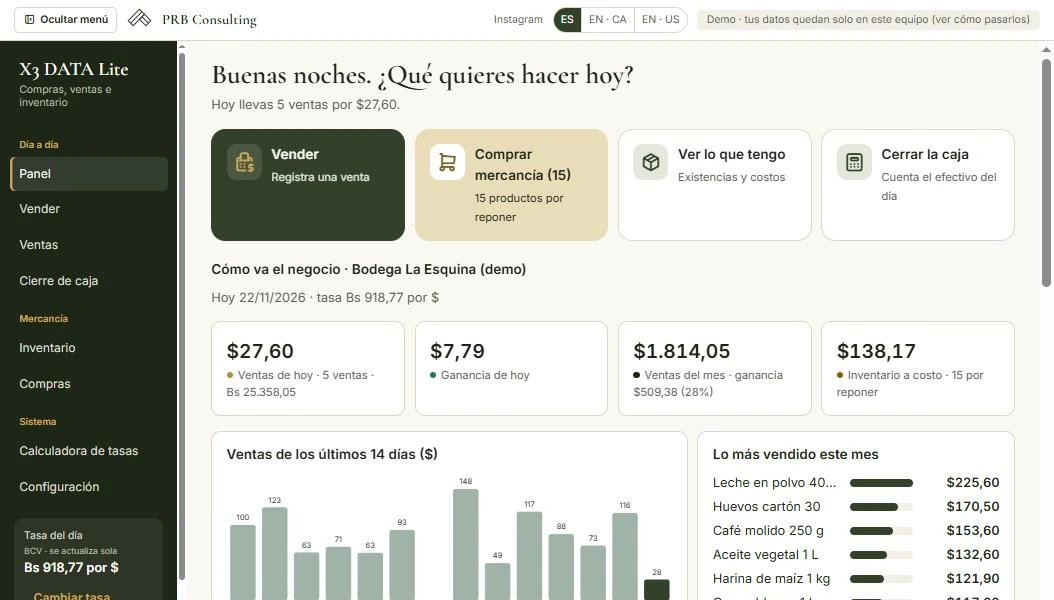 Ocultar menú
PRB Consulting
Instagram
ES
EN · CA
EN · US
Demo · tus datos quedan solo en este equipo (ver cómo pasarlos)
X3 DATA Lite
Compras, ventas e
inventario
Día a día
Panel
Vender
Ventas
Cierre de caja
Mercancía
Inventario
Compras
Sistema
Calculadora de tasas
Configuración
Tasa del día
BCV · se actualiza sola
Bs 918,77 por $
Cambiar tasa
Buenas noches. ¿Qué quieres hacer hoy?
Hoy llevas 5 ventas por $27,60.
Vender
Registra una venta
Comprar
mercancía (15)
15 productos por
reponer
Ver lo que tengo
Existencias y costos
Cerrar la caja
Cuenta el efectivo del
día
Cómo va el negocio · Bodega La Esquina (demo)
Hoy 22/11/2026 · tasa Bs 918,77 por $
$27,60
Ventas de hoy · 5 ventas ·
Bs 25.358,05
$7,79
Ganancia de hoy
$1.814,05
Ventas del mes · ganancia
$509,38 (28%)
$138,17
Inventario a costo · 15 por
reponer
Ventas de los últimos 14 días ($)
100
123
63
71
63
93
148
49
117
88
73
116
28
Lo más vendido este mes
Leche en polvo 40... $225,60
Huevos cartón 30 $170,50
Café molido 250 g $153,60
Aceite vegetal 1 L $132,60
Harina de maíz 1 kg $121,90